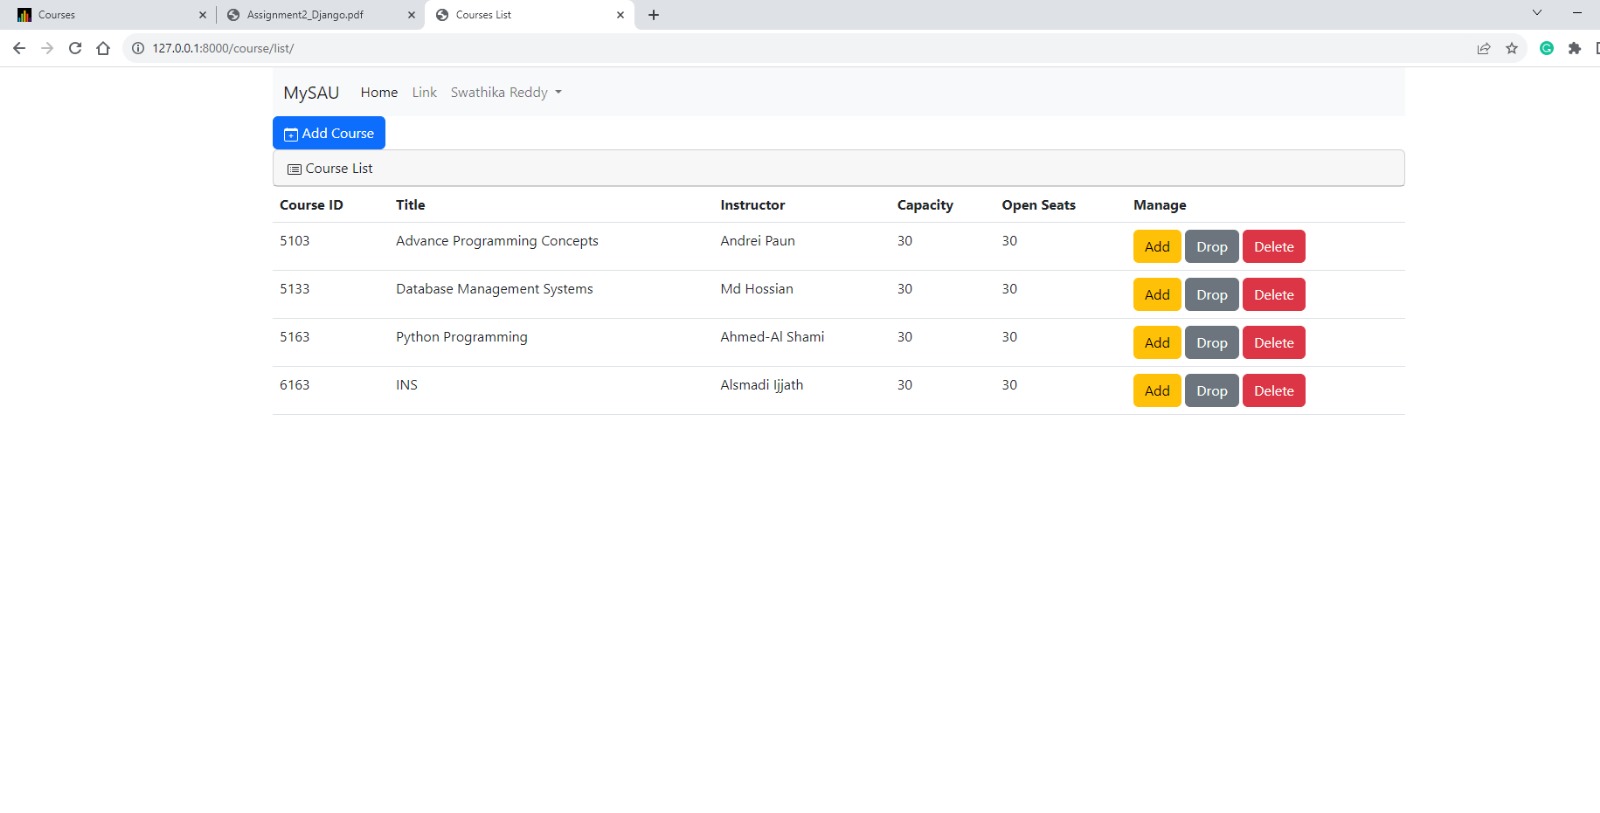 Courses
Assignment2_Django.pdf
Courses List
127.0.0.1:8000/course/list/
MySAU Home Link Swathika Reddy
Add Course
Course List
Course ID Title Instructor Capacity Open Seats Manage
5103 Advance Programming Concepts Andrei Paun 30 30 Add Drop Delete
5133 Database Management Systems Md Hossian 30 30 Add Drop Delete
5163 Python Programming Ahmed-Al Shami 30 30 Add Drop Delete
6163 INS Alsmadi Ijjath 30 30 Add Drop Delete